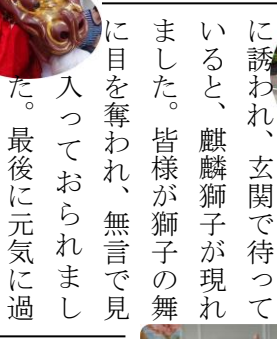 に誘われ、玄関で待って
いると、麒麟獅子が現れ
ました。皆様が獅子の舞
に目を奪われ、無言で見
入っておられまし
た。最後に元気に過